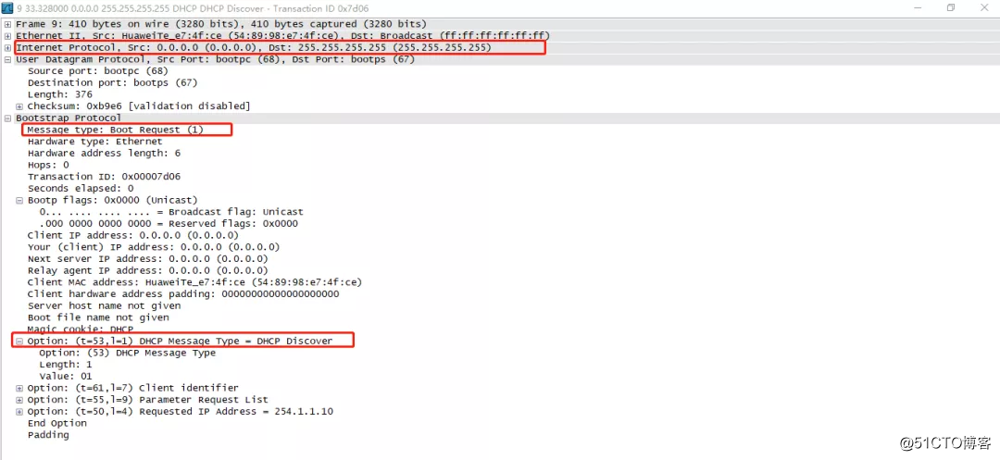 9 33.328000 0.0.0.0 255.255.255.255 DHCP DHCP Discover - Transaction ID 0x7d06
Frame 9: 410 bytes on wire (3280 bits), 410 bytes captured (3280 bits)
Ethernet II, Src: HuaweiTe_e7:4f:ce (54:89:98:e7:4f:ce), Dst: Broadcast (ff:ff:ff:ff:ff:ff)
Internet Protocol, Src: 0.0.0.0 (0.0.0.0), Dst: 255.255.255.255 (255.255.255.255)
User Datagram Protocol, Src Port: bootpc (68), Dst Port: bootps (67)
Source port: bootpc (68)
Destination port: bootps (67)
Length: 376
Checksum: 0xb9e6 [validation disabled]
Bootstrap Protocol
Message type: Boot Request (1)
Hardware type: Ethernet
Hardware address length: 6
Hops: 0
Transaction ID: 0x00007d06
Seconds elapsed: 0
Bootp flags: 0x0000 (Unicast)
0... .... .... .... = Broadcast flag: Unicast
.000 0000 0000 0000 = Reserved flags: 0x0000
Client IP address: 0.0.0.0 (0.0.0.0)
Your (client) IP address: 0.0.0.0 (0.0.0.0)
Next server IP address: 0.0.0.0 (0.0.0.0)
Relay agent IP address: 0.0.0.0 (0.0.0.0)
Client MAC address: HuaweiTe_e7:4f:ce (54:89:98:e7:4f:ce)
Client hardware address padding: 00000000000000000000
Server host name not given
Boot file name not given
Magic cookie: DHCP
Option: (t=53,l=1) DHCP Message Type = DHCP Discover
Option: (53) DHCP Message Type
Length: 1
Value: 01
Option: (t=61,l=7) Client identifier
Option: (t=55,l=9) Parameter Request List
Option: (t=50,l=4) Requested IP Address = 254.1.1.10
End Option
Padding
@51CTO博客